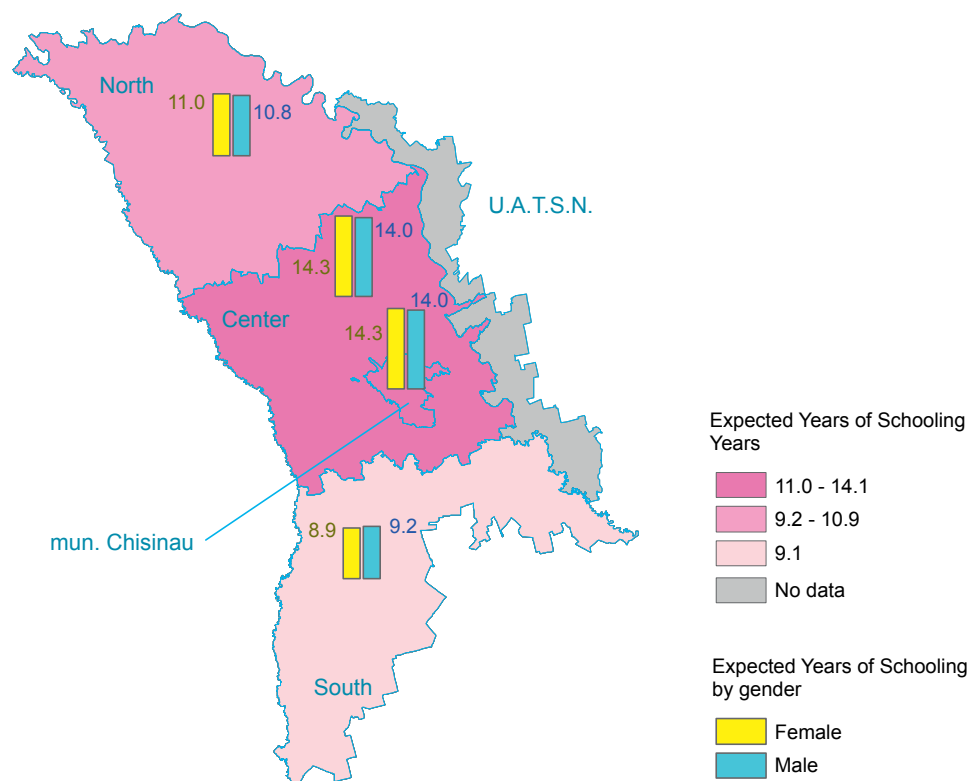 North
11.0
10.8
U.A.T.S.N.
14.0
14.3
14.0
Center
14.3
mun. Chisinau
8.9
9.2
South
Expected Years of Schooling
Years
11.0 - 14.1
9.2 - 10.9
9.1
No data
Expected Years of Schooling
by gender
Female
Male